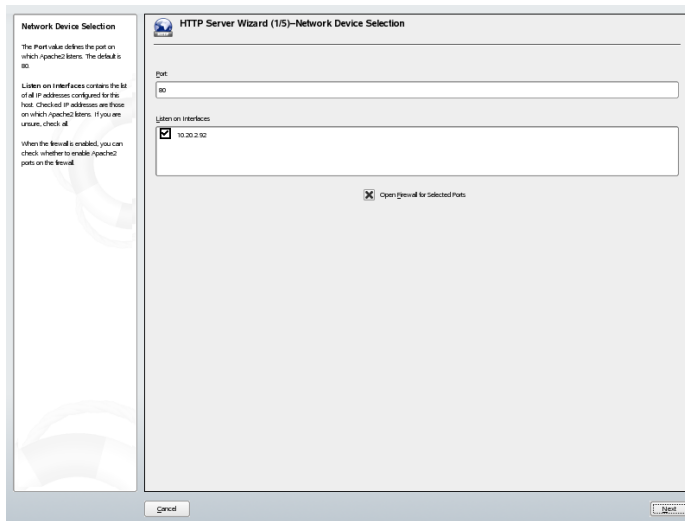 Network Device Selection
The Port value defines the port on
which Apache2 listens. The default is
80.
Listen on Interfaces contains the list
of all IP addresses configured for this
host. Checked IP addresses are those
on which Apache2 listens. If you are
unsure, check all.
When the firewall is enabled, you can
check whether to enable Apache2
ports on the firewall.
HTTP Server Wizard (1/5)--Network Device Selection
Port:
80
Listen on Interfaces
10.20.2.92
Open Firewall for Selected Ports
Cancel
Next